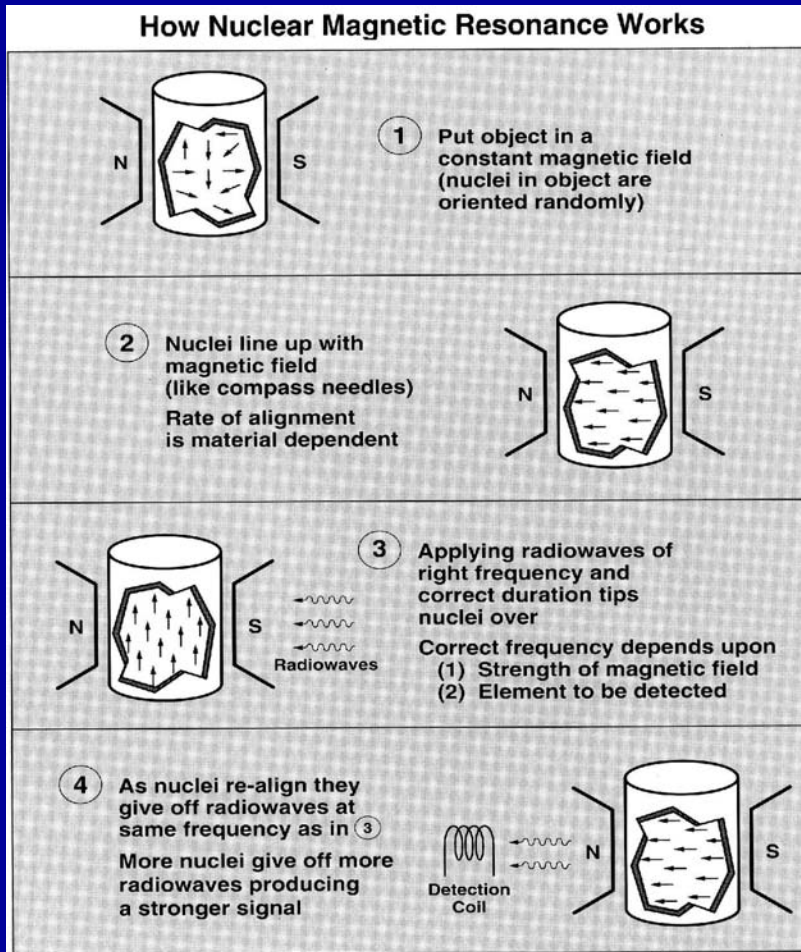 How Nuclear Magnetic Resonance Works
N
S
1
Put object in a
constant magnetic field
(nuclei in object are
oriented randomly)
2
Nuclei line up with
magnetic field
(like compass needles)
Rate of alignment
is material dependent
N
S
N
S
Radiowaves
3
Applying radiowaves of
right frequency and
correct duration tips
nuclei over
Correct frequency depends upon
(1) Strength of magnetic field
(2) Element to be detected
4
As nuclei re-align they
give off radiowaves at
same frequency as in 3
More nuclei give off more
radiowaves producing
a stronger signal
Detection
Coil
N
S